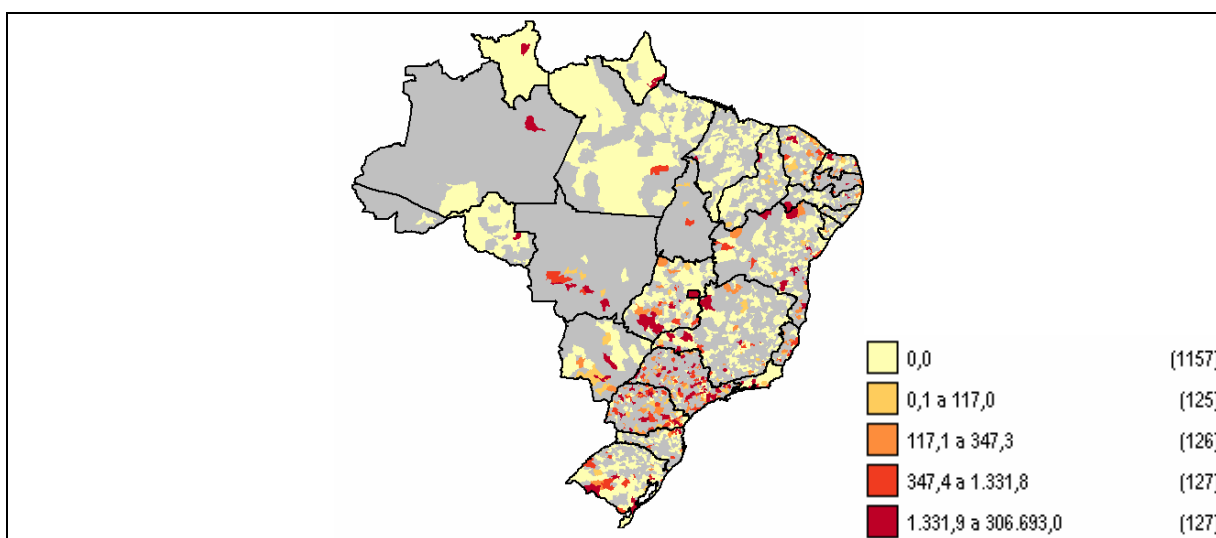 0,0 (1157)
0,1 a 117,0 (125)
117,1 a 347,3 (126)
347,4 a 1.331,8 (127)
1.331,9 a 306.693,0 (127)